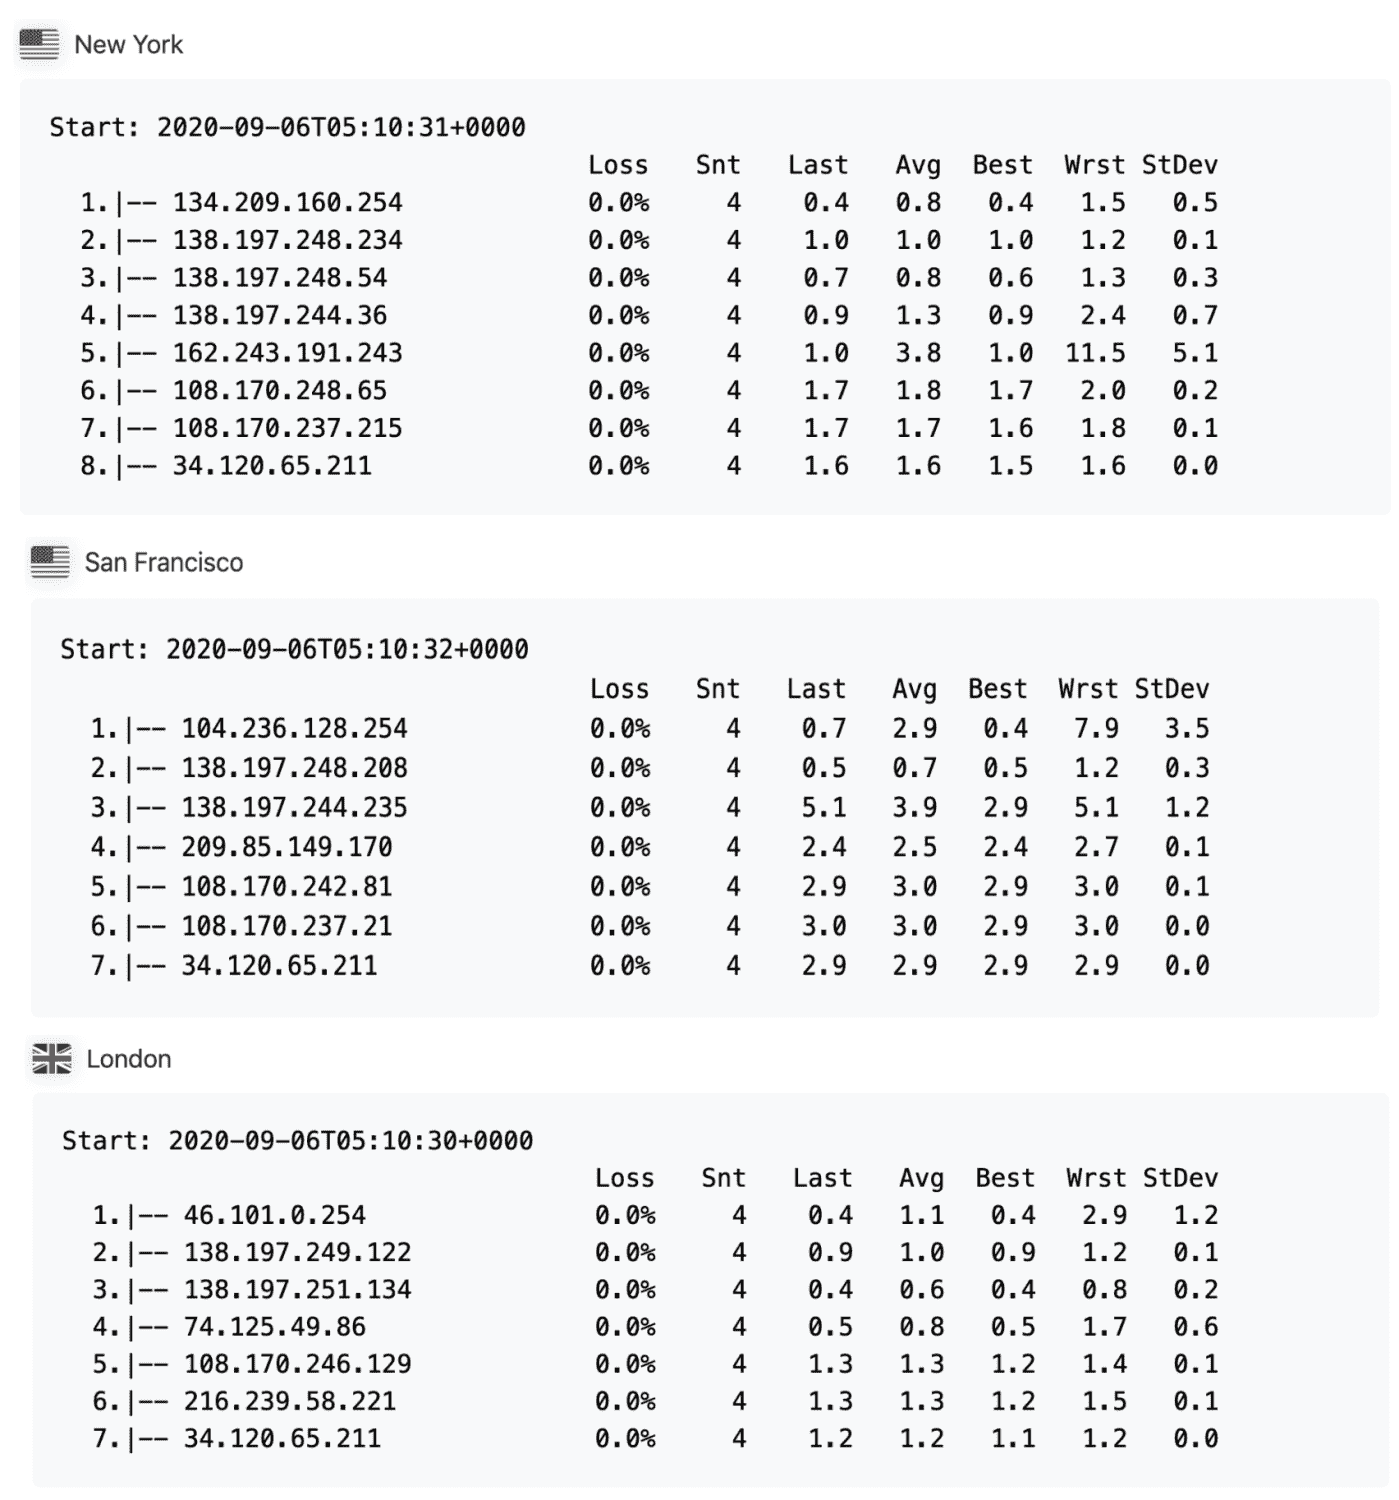 New York
Start: 2020-09-06T05:10:31+0000
Loss Snt Last Avg Best Wrst StDev
1.|-- 134.209.160.254 0.0% 4 0.4 0.8 0.4 1.5 0.5
2.|-- 138.197.248.234 0.0% 4 1.0 1.0 1.0 1.2 0.1
3.|-- 138.197.248.54 0.0% 4 0.7 0.8 0.6 1.3 0.3
4.|-- 138.197.244.36 0.0% 4 0.9 1.3 0.9 2.4 0.7
5.|-- 162.243.191.243 0.0% 4 1.0 3.8 1.0 11.5 5.1
6.|-- 108.170.248.65 0.0% 4 1.7 1.8 1.7 2.0 0.2
7.|-- 108.170.237.215 0.0% 4 1.7 1.7 1.6 1.8 0.1
8.|-- 34.120.65.211 0.0% 4 1.6 1.6 1.5 1.6 0.0
San Francisco
Start: 2020-09-06T05:10:32+0000
Loss Snt Last Avg Best Wrst StDev
1.|-- 104.236.128.254 0.0% 4 0.7 2.9 0.4 7.9 3.5
2.|-- 138.197.248.208 0.0% 4 0.5 0.7 0.5 1.2 0.3
3.|-- 138.197.244.235 0.0% 4 5.1 3.9 2.9 5.1 1.2
4.|-- 209.85.149.170 0.0% 4 2.4 2.5 2.4 2.7 0.1
5.|-- 108.170.242.81 0.0% 4 2.9 3.0 2.9 3.0 0.1
6.|-- 108.170.237.21 0.0% 4 3.0 3.0 2.9 3.0 0.0
7.|-- 34.120.65.211 0.0% 4 2.9 2.9 2.9 2.9 0.0
London
Start: 2020-09-06T05:10:30+0000
Loss Snt Last Avg Best Wrst StDev
1.|-- 46.101.0.254 0.0% 4 0.4 1.1 0.4 2.9 1.2
2.|-- 138.197.249.122 0.0% 4 0.9 1.0 0.9 1.2 0.1
3.|-- 138.197.251.134 0.0% 4 0.4 0.6 0.4 0.8 0.2
4.|-- 74.125.49.86 0.0% 4 0.5 0.8 0.5 1.7 0.6
5.|-- 108.170.246.129 0.0% 4 1.3 1.3 1.2 1.4 0.1
6.|-- 216.239.58.221 0.0% 4 1.3 1.3 1.2 1.5 0.1
7.|-- 34.120.65.211 0.0% 4 1.2 1.2 1.1 1.2 0.0